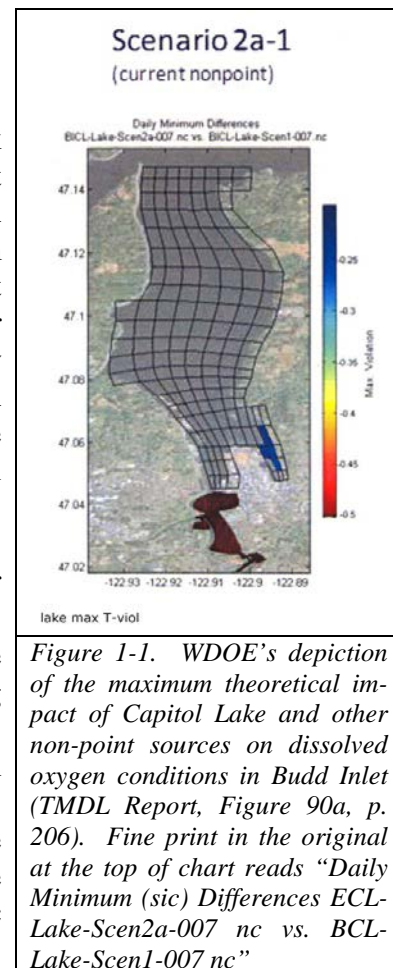 Scenario 2a-1
(current nonpoint)
Daily Minimum Differences
BICL-Lake-Scen2a-007 nc vs. BICL-Lake-Scen1-007.nc
47.14
47.12
47.1
47.08
47.06
47.04
47.02
-122.93 -122.92 -122.91 -122.9 -122.89
-0.25
-0.3
-0.35
-0.4
-0.45
-0.5
Max. Violation
lake max T-viol
Figure 1-1. WDOE's depiction
of the maximum theoretical im-
pact of Capitol Lake and other
non-point sources on dissolved
oxygen conditions in Budd Inlet
(TMDL Report, Figure 90a, p.
206). Fine print in the original
at the top of chart reads “Daily
Minimum (sic) Differences ECL-
Lake-Scen2a-007 nc vs. BCL-
Lake-Scen1-007 nc”